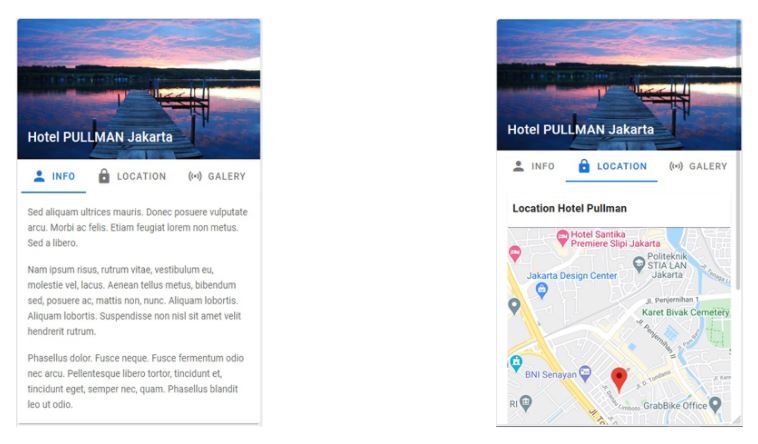 Hotel PULLMAN Jakarta
INFO LOCATION GALERY
Sed aliquam ultrices mauris. Donec posuere vulputate
arcu. Morbi ac felis. Etiam feugiat lorem non metus.
Sed a libero.
Nam ipsum risus, rutrum vitae, vestibulum eu,
molestie vel, lacus. Aenean tellus metus, bibendum
sed, posuere ac, mattis non, nunc. Aliquam lobortis.
Aliquam lobortis. Suspendisse non nisl sit amet velit
hendrerit rutrum.
Phasellus dolor. Fusce neque. Fusce fermentum odio
nec arcu. Pellentesque libero tortor, tincidunt et,
tincidunt eget, semper nec, quam. Phasellus blandit
leo ut odio.
Hotel PULLMAN Jakarta
INFO LOCATION GALERY
Location Hotel Pullman
Hotel Santika
Premiere Slipi Jakarta
Politeknik
STIA LAN
Jakarta
Jakarta Design Center
Jl. Penjernihan 1
Karet Bivak Cemetery
Jl. Penjernihan II
BNI Senayan
Jl. D. Tondano
Jl. Danau Limboto
GrabBike Office
RI